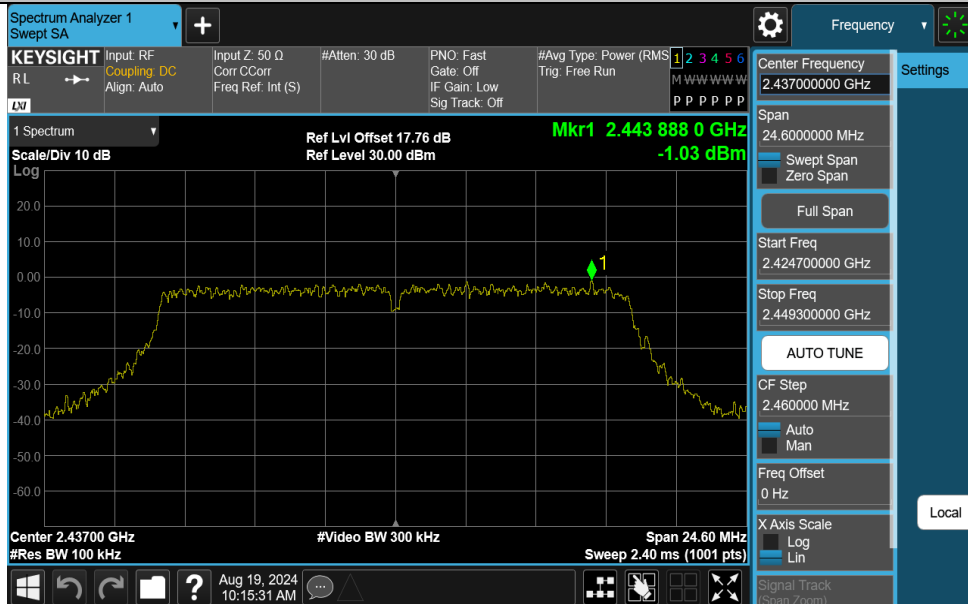 Spectrum Analyzer 1
Swept SA
+
Frequency
KEYSIGHT
RL
LXI
Input: RF
Coupling: DC
Align: Auto
Input Z: 50 Ω
Corr CCorr
Freq Ref: Int (S)
#Atten: 30 dB
PNO: Fast
Gate: Off
IF Gain: Low
Sig Track: Off
#Avg Type: Power (RMS
Trig: Free Run
1 2 3 4 5 6
M W W W W W
P P P P P P
1 Spectrum
Scale/Div 10 dB
Log
Ref Lvl Offset 17.76 dB
Ref Level 30.00 dBm
Mkr1 2.443 888 0 GHz
-1.03 dBm
20.0
10.0
0.00
-10.0
-20.0
-30.0
-40.0
-50.0
-60.0
1
Center 2.43700 GHz
#Res BW 100 kHz
#Video BW 300 kHz
Span 24.60 MHz
Sweep 2.40 ms (1001 pts)
Center Frequency
2.437000000 GHz
Span
24.6000000 MHz
Swept Span
Zero Span
Full Span
Start Freq
2.424700000 GHz
Stop Freq
2.449300000 GHz
AUTO TUNE
CF Step
2.460000 MHz
Auto
Man
Freq Offset
0 Hz
X Axis Scale
Log
Lin
Signal Track
(Span Zoom)
Settings
Local
?
Aug 19, 2024
10:15:31 AM